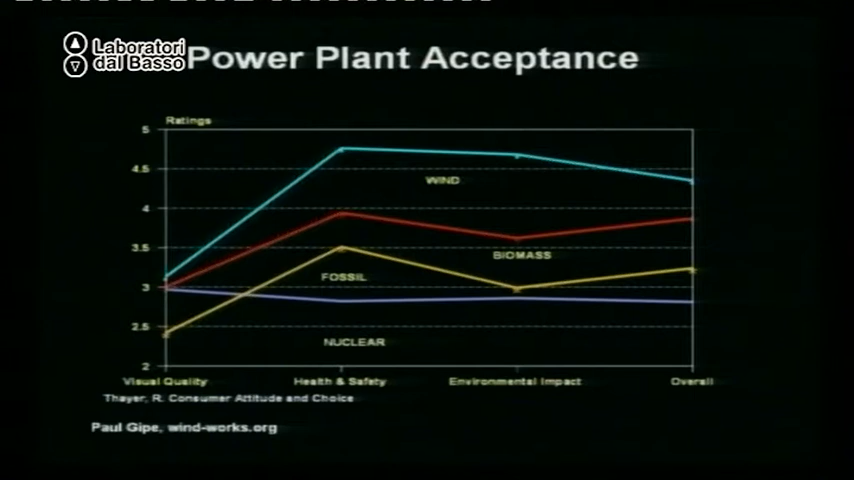 Laboratori
dal Basso
Power Plant Acceptance
Ratings
5
4.5
4
3.5
3
2.5
2
WIND
BIOMASS
FOSSIL
NUCLEAR
Visual Quality
Health & Safety
Environmental Impact
Overall
Thayer, R. Consumer Attitude and Choice
Paul Gipe, wind-works.org